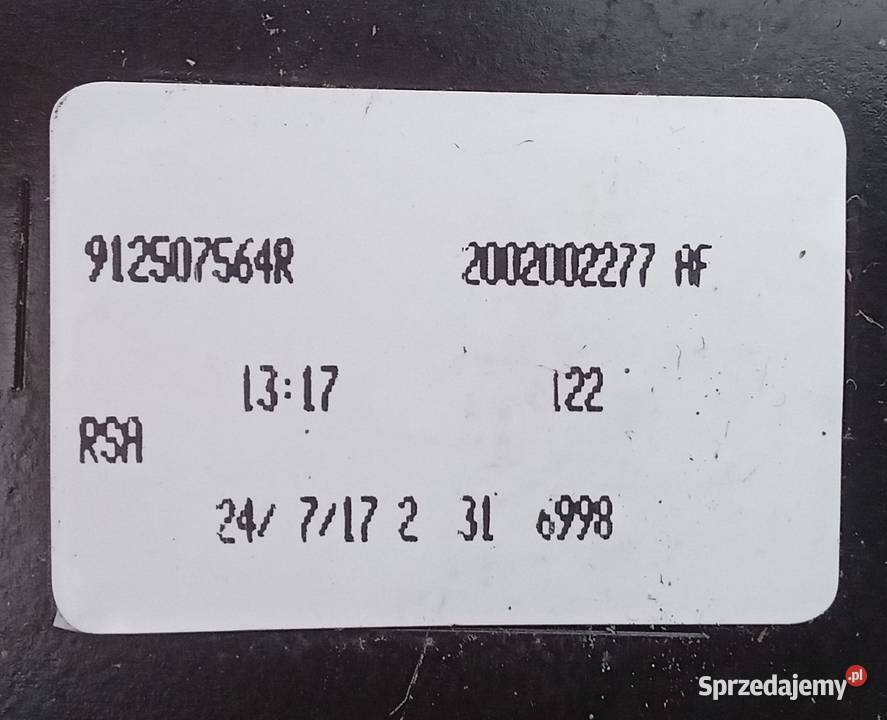 912507564R 2002002277 AF
13:17 122
RSA
24/ 7/17 2 31 6998
Sprzedajemy.pl